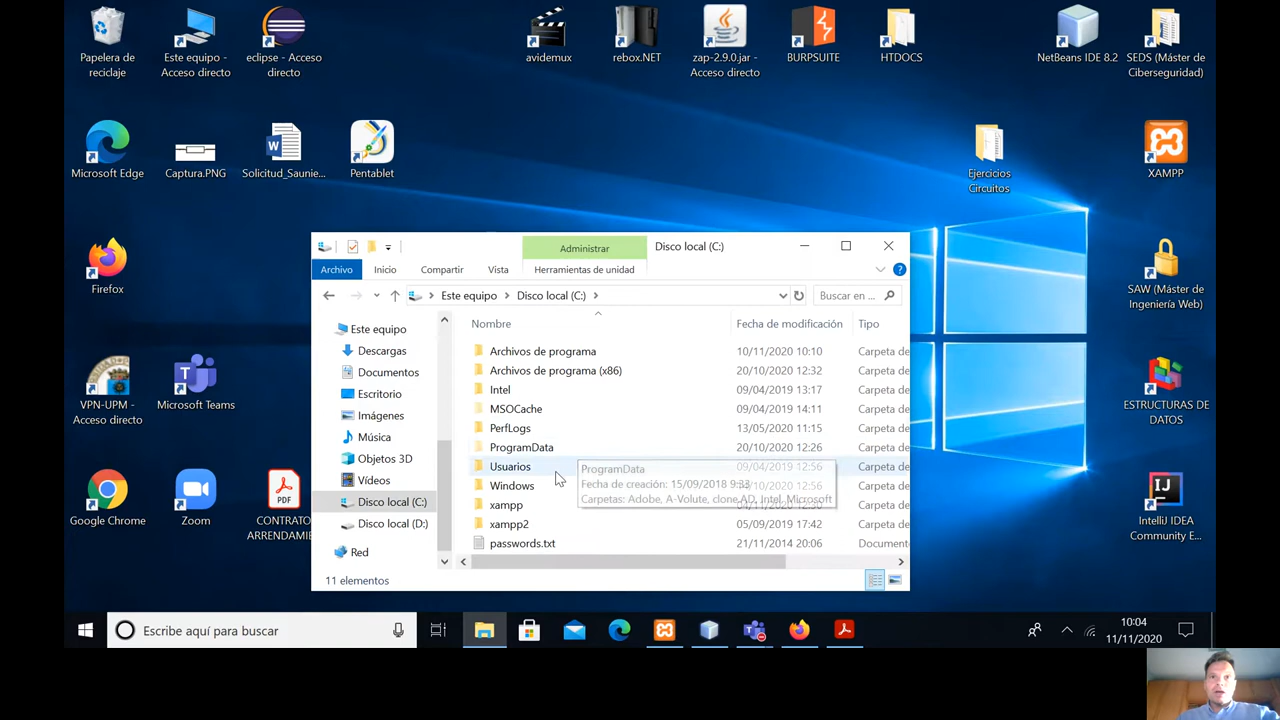 Papelera de
reciclaje
Este equipo -
Acceso directo
eclipse - Acceso
directo
avidemux
rebox.NET
zap-2.9.0.jar -
Acceso directo
BURPSUITE
HTDOCS
NetBeans IDE 8.2
SEDS (Máster de
Ciberseguridad)
Microsoft Edge
Captura.PNG
Solicitud_Saunie...
Pentablet
Ejercicios
Circuitos
XAMPP
Firefox
SAW (Máster de
Ingeniería Web)
VPN-UPM -
Acceso directo
Microsoft Teams
ESTRUCTURAS DE
DATOS
Google Chrome
Zoom
PDF
CONTRATO
ARRENDAMIE
IntelliJ IDEA
Community E...
Administrar
Disco local (C:)
Archivo
Inicio
Compartir
Vista
Herramientas de unidad
Este equipo
Disco local (C:)
Buscar en ...
Nombre
Fecha de modificación
Tipo
Este equipo
Descargas
Documentos
Escritorio
Imágenes
Música
Objetos 3D
Vídeos
Disco local (C:)
Disco local (D:)
Red
Archivos de programa 10/11/2020 10:10 Carpeta de
Archivos de programa (x86) 20/10/2020 12:32 Carpeta de
Intel 09/04/2019 13:17 Carpeta de
MSOCache 09/04/2019 14:11 Carpeta de
PerfLogs 13/05/2020 11:15 Carpeta de
ProgramData 20/10/2020 12:26 Carpeta de
Usuarios 09/04/2019 12:56 Carpeta de
Windows /10/2020 12:56 Carpeta de
xampp Carpeta de
xampp2 05/09/2019 17:42 Carpeta de
passwords.txt 21/11/2014 20:06 Documento
ProgramData
Fecha de creación: 15/09/2018 9:33
Carpetas: Adobe, A-Volute, clone.AD, Intel, Microsoft
11 elementos
Escribe aquí para buscar
10:04
11/11/2020